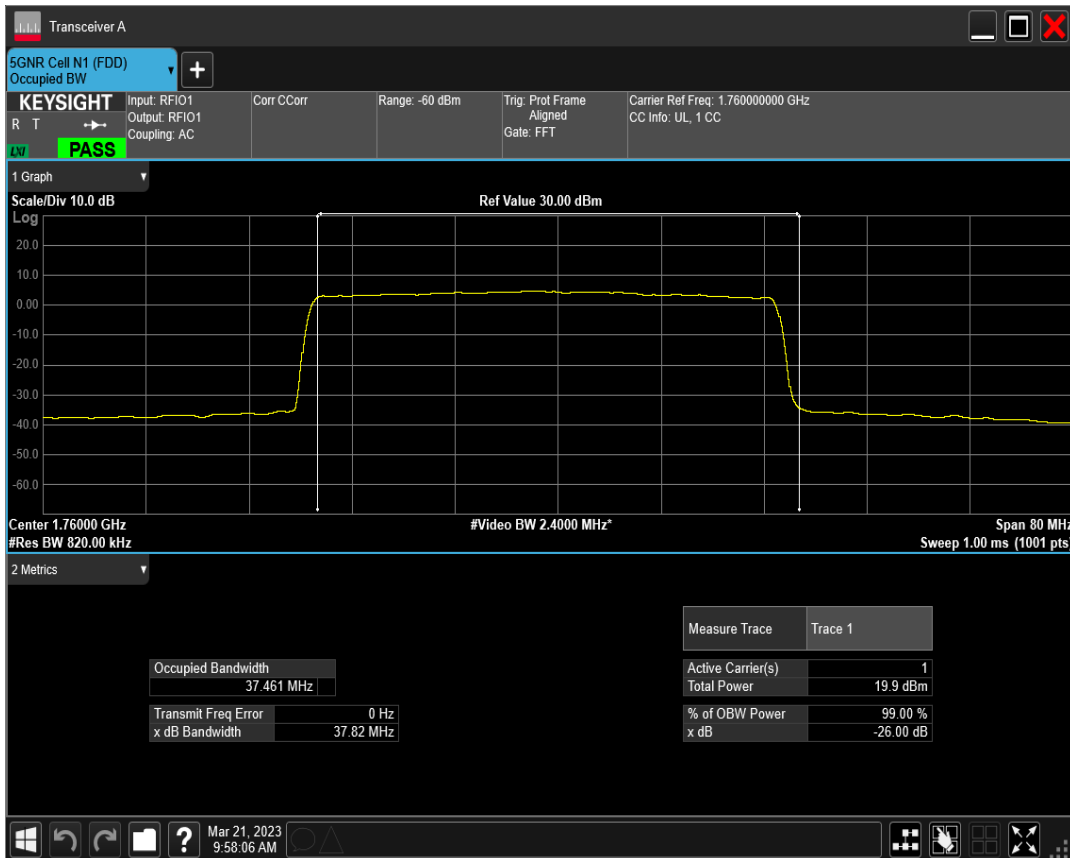 Transceiver A
5GNR Cell N1 (FDD)
Occupied BW
KEYSIGHT
R T
LXI
PASS
Input: RFIO1
Output: RFIO1
Coupling: AC
Corr CCorr
Range: -60 dBm
Trig: Prot Frame
Aligned
Gate: FFT
Carrier Ref Freq: 1.760000000 GHz
CC Info: UL, 1 CC
1 Graph
Scale/Div 10.0 dB
Ref Value 30.00 dBm
Log
20.0
10.0
0.00
-10.0
-20.0
-30.0
-40.0
-50.0
-60.0
Center 1.76000 GHz
#Video BW 2.4000 MHz*
Span 80 MHz
#Res BW 820.00 kHz
Sweep 1.00 ms (1001 pts)
2 Metrics
Measure Trace Trace 1
Occupied Bandwidth
37.461 MHz
Active Carrier(s) 1
Total Power 19.9 dBm
Transmit Freq Error 0 Hz
x dB Bandwidth 37.82 MHz
% of OBW Power 99.00 %
x dB -26.00 dB
?
Mar 21, 2023
9:58:06 AM